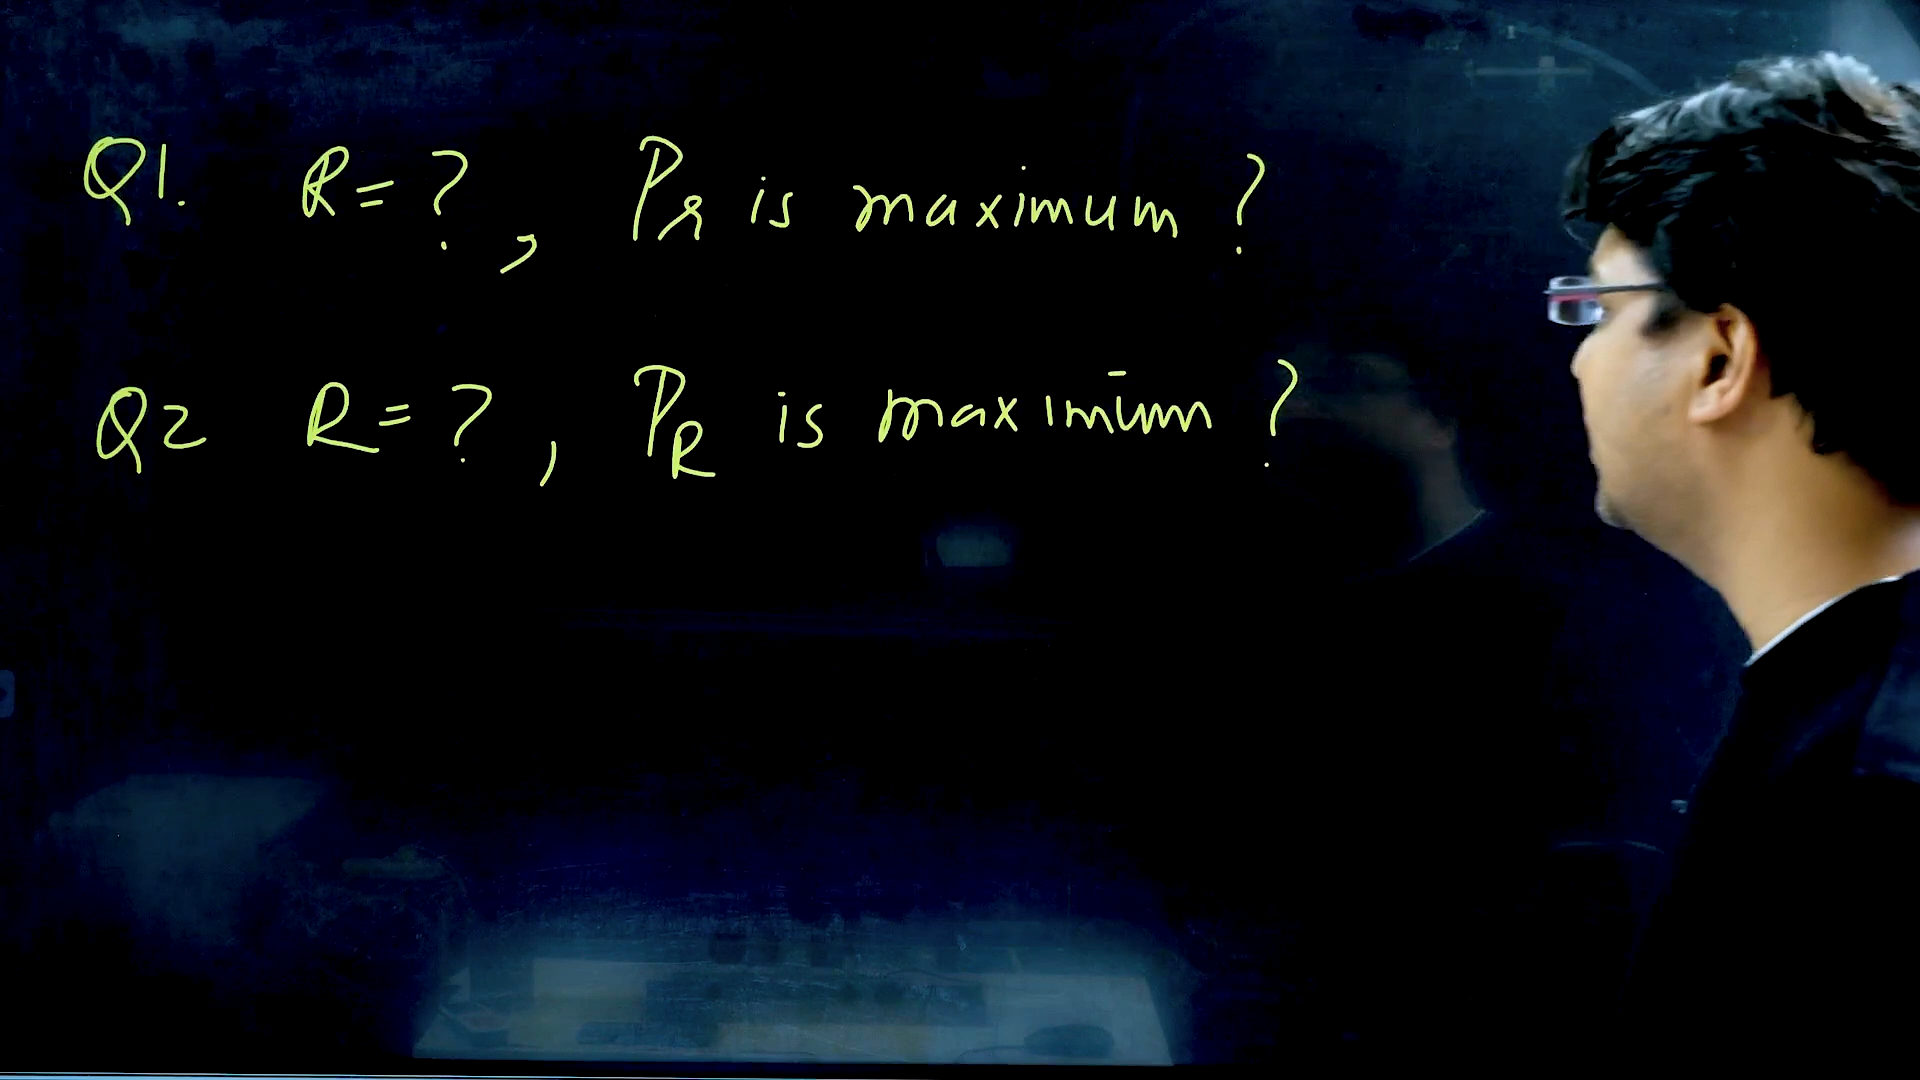 Q1. R = ? , Pr is maximum ?
Q2 R = ? , PR is maximum ?